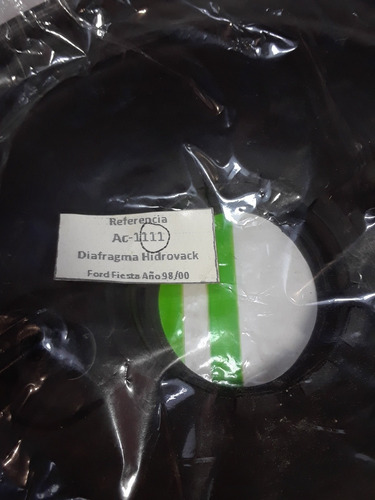 Referencia
Ac-1111
Diafragma Hidrovack
Ford Fiesta Año 98/00